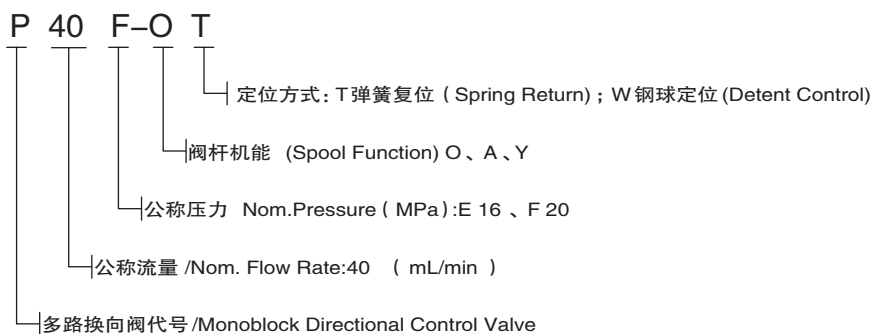 P 40 F–O T
定位方式：T弹簧复位（Spring Return）；W钢球定位(Detent Control)
阀杆机能 (Spool Function) O、A、Y
公称压力 Nom.Pressure（MPa）:E 16 、F 20
公称流量 /Nom. Flow Rate:40 （ mL/min ）
多路换向阀代号/Monoblock Directional Control Valve